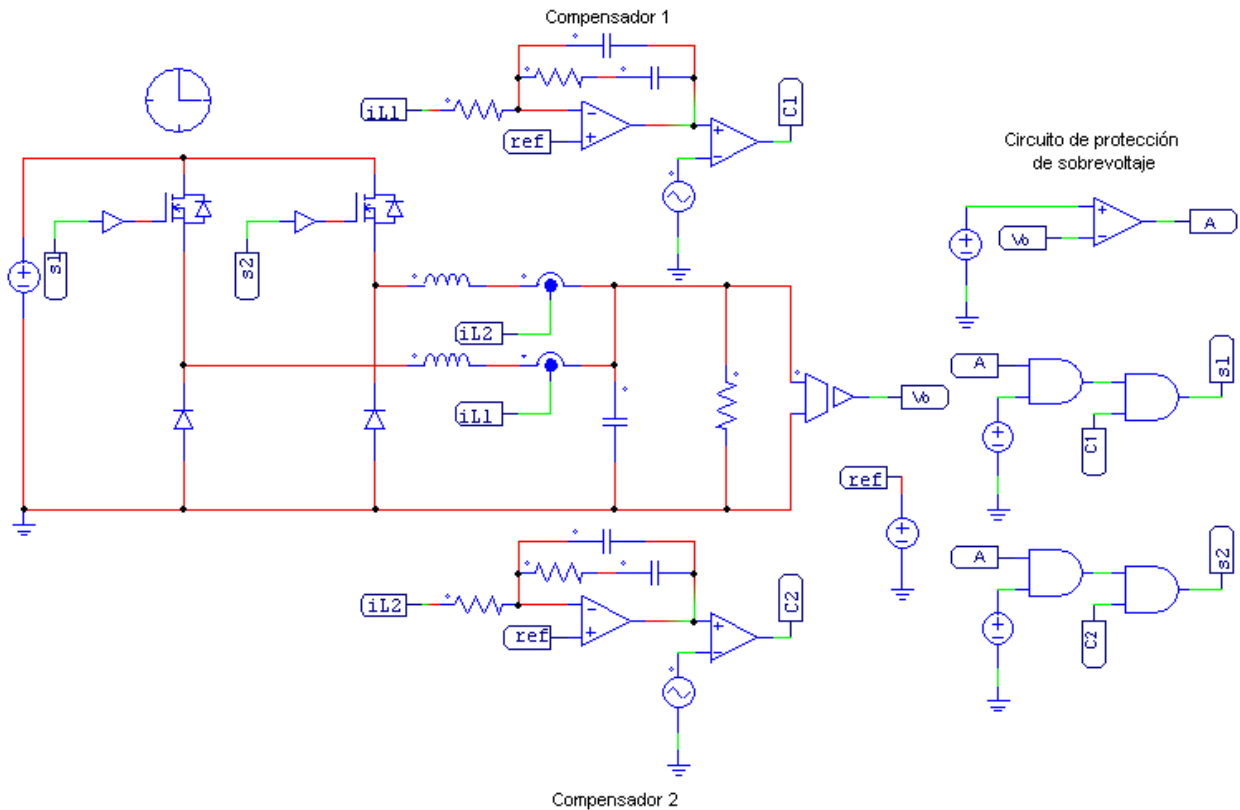 Compensador 1
iL1
ref
C1
Circuito de protección
de sobrevoltaje
Vo
A
s1
s2
iL2
iL1
Vo
ref
A
C1
s1
A
C2
s2
iL2
ref
C2
Compensador 2